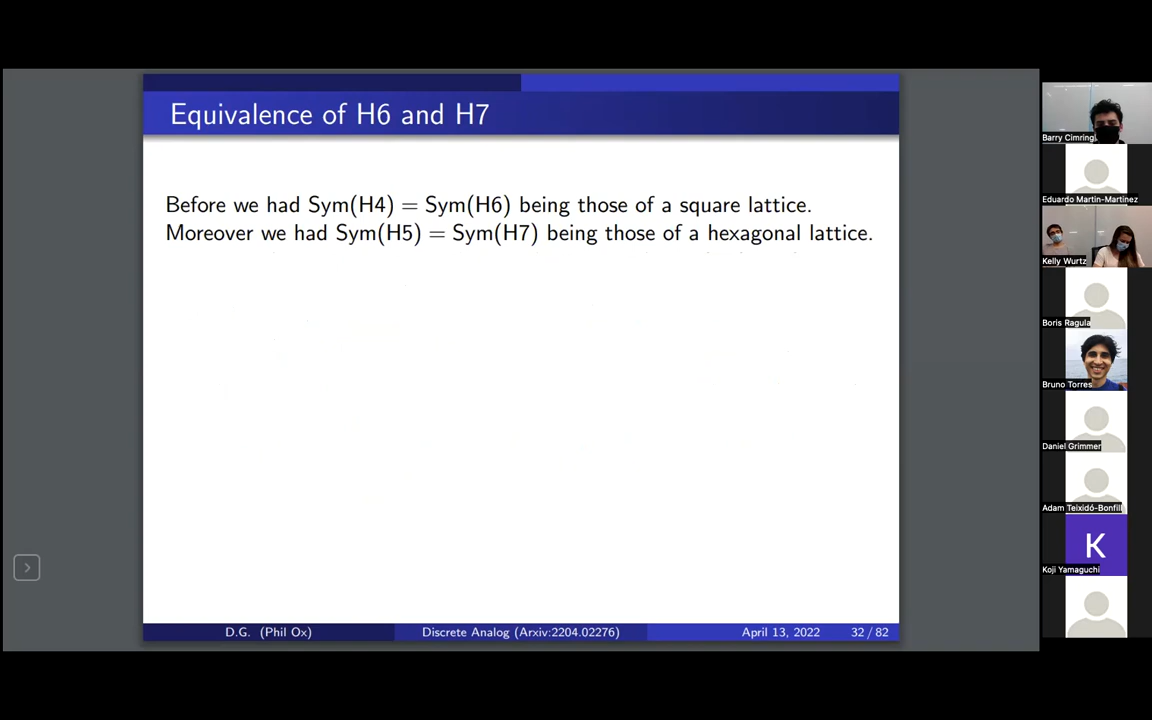 Equivalence of H6 and H7
Before we had Sym(H4) = Sym(H6) being those of a square lattice.
Moreover we had Sym(H5) = Sym(H7) being those of a hexagonal lattice.
D.G. (Phil Ox)
Discrete Analog (Arxiv:2204.02276)
April 13, 2022
32 / 82
Barry Cimring
Eduardo Martin-Martinez
Kelly Wurtz
Boris Ragula
Bruno Torres
Daniel Grimmer
Adam Teixidó-Bonfill
K
Koji Yamaguchi